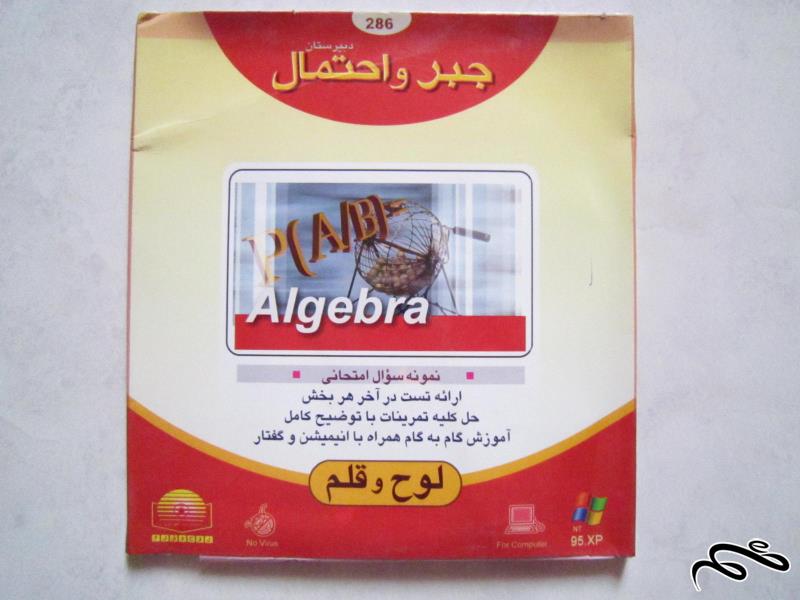 286
دبیرستان
جبر و احتمال
P(A/B)=
Algebra
نمونه سؤال امتحانی
ارائه تست در آخر هر بخش
حل کلیه تمرینات با توضیح کامل
آموزش گام به گام همراه با انیمیشن و گفتار
لوح و قلم
No Virus
For Computer
NT
95.XP